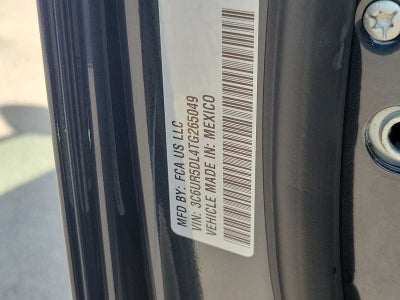 MFD BY: FCA US LLC
VIN: 3C6UR5DL4TG265049
VEHICLE MADE IN: MEXICO